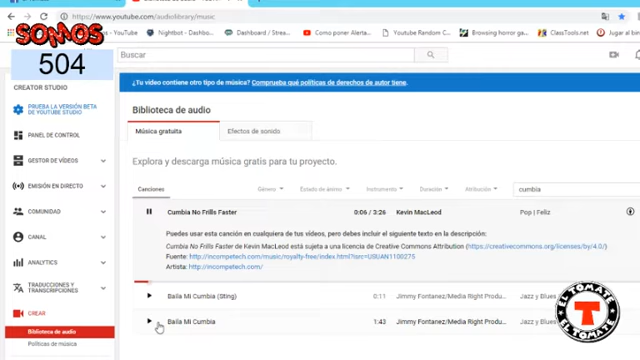 https://www.youtube.com/audiolibrary/music
Nightbot - Dashboard
Dashboard / Stre...
Como poner Alerta...
YouTube Random C...
Browsing horror ga...
ClassTools.net
Jugar al bin
SOMOS
504
Buscar
CREATOR STUDIO
PRUEBA LA VERSIÓN BETA
DE YOUTUBE STUDIO
PANEL DE CONTROL
GESTOR DE VÍDEOS
EMISIÓN EN DIRECTO
COMUNIDAD
CANAL
ANALYTICS
TRADUCCIONES Y
TRANSCRIPCIONES
CREAR
Biblioteca de audio
Políticas de música
¿Tu vídeo contiene otro tipo de música? Comprueba qué políticas de derechos de autor tiene.
Biblioteca de audio
Música gratuita
Efectos de sonido
Explora y descarga música gratis para tu proyecto.
Canciones
Género
Estado de ánimo
Instrumento
Duración
Atribución
cumbia
Cumbia No Frills Faster
0:06 / 3:26
Kevin MacLeod
Pop | Feliz
Puedes usar esta canción en cualquiera de tus vídeos, pero debes incluir el siguiente texto en la descripción:
Cumbia No Frills Faster de Kevin MacLeod está sujeta a una licencia de Creative Commons Attribution (https://creativecommons.org/licenses/by/4.0/)
Fuente: http://incompetech.com/music/royalty-free/index.html?isrc=USUAN1100275
Artista: http://incompetech.com/
Baila Mi Cumbia (Sting)
0:11
Jimmy Fontanez/Media Right Produ...
Jazz y Blues
Baila Mi Cumbia
1:43
Jimmy Fontanez/Media Right Produ...
Jazz y Blues
EL TOMATE
T
EL TOMATE